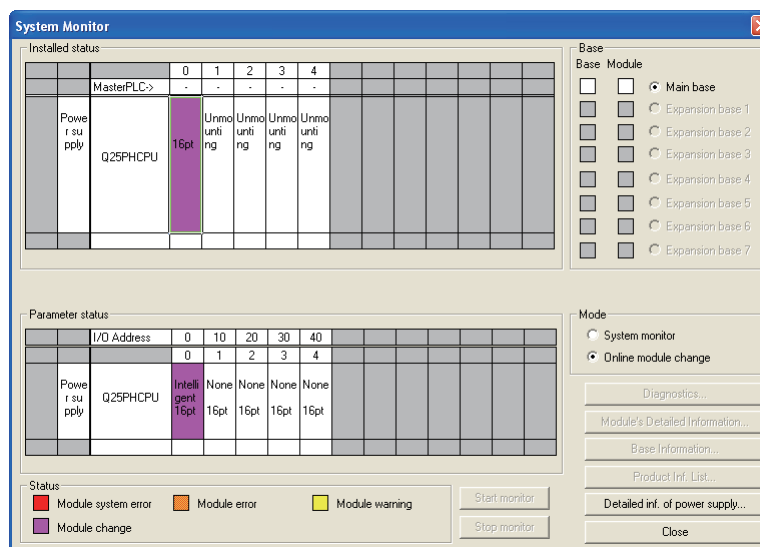 System Monitor
Installed status
0 1 2 3 4
MasterPLC-> - - - - -
Powe
r su
pply
Q25PHCPU
16pt
Unmo
unti
ng
Unmo
unti
ng
Unmo
unti
ng
Unmo
unti
ng
Base
Base Module
Main base
Expansion base 1
Expansion base 2
Expansion base 3
Expansion base 4
Expansion base 5
Expansion base 6
Expansion base 7
Parameter status
I/O Address 0 10 20 30 40
0 1 2 3 4
Powe
r su
pply
Q25PHCPU
Intelli
gent
16pt
None
16pt
None
16pt
None
16pt
None
16pt
Mode
System monitor
Online module change
Diagnostics...
Module's Detailed Information...
Base Information...
Product Inf. List...
Detailed inf. of power supply...
Close
Status
Module system error
Module error
Module warning
Module change
Start monitor
Stop monitor